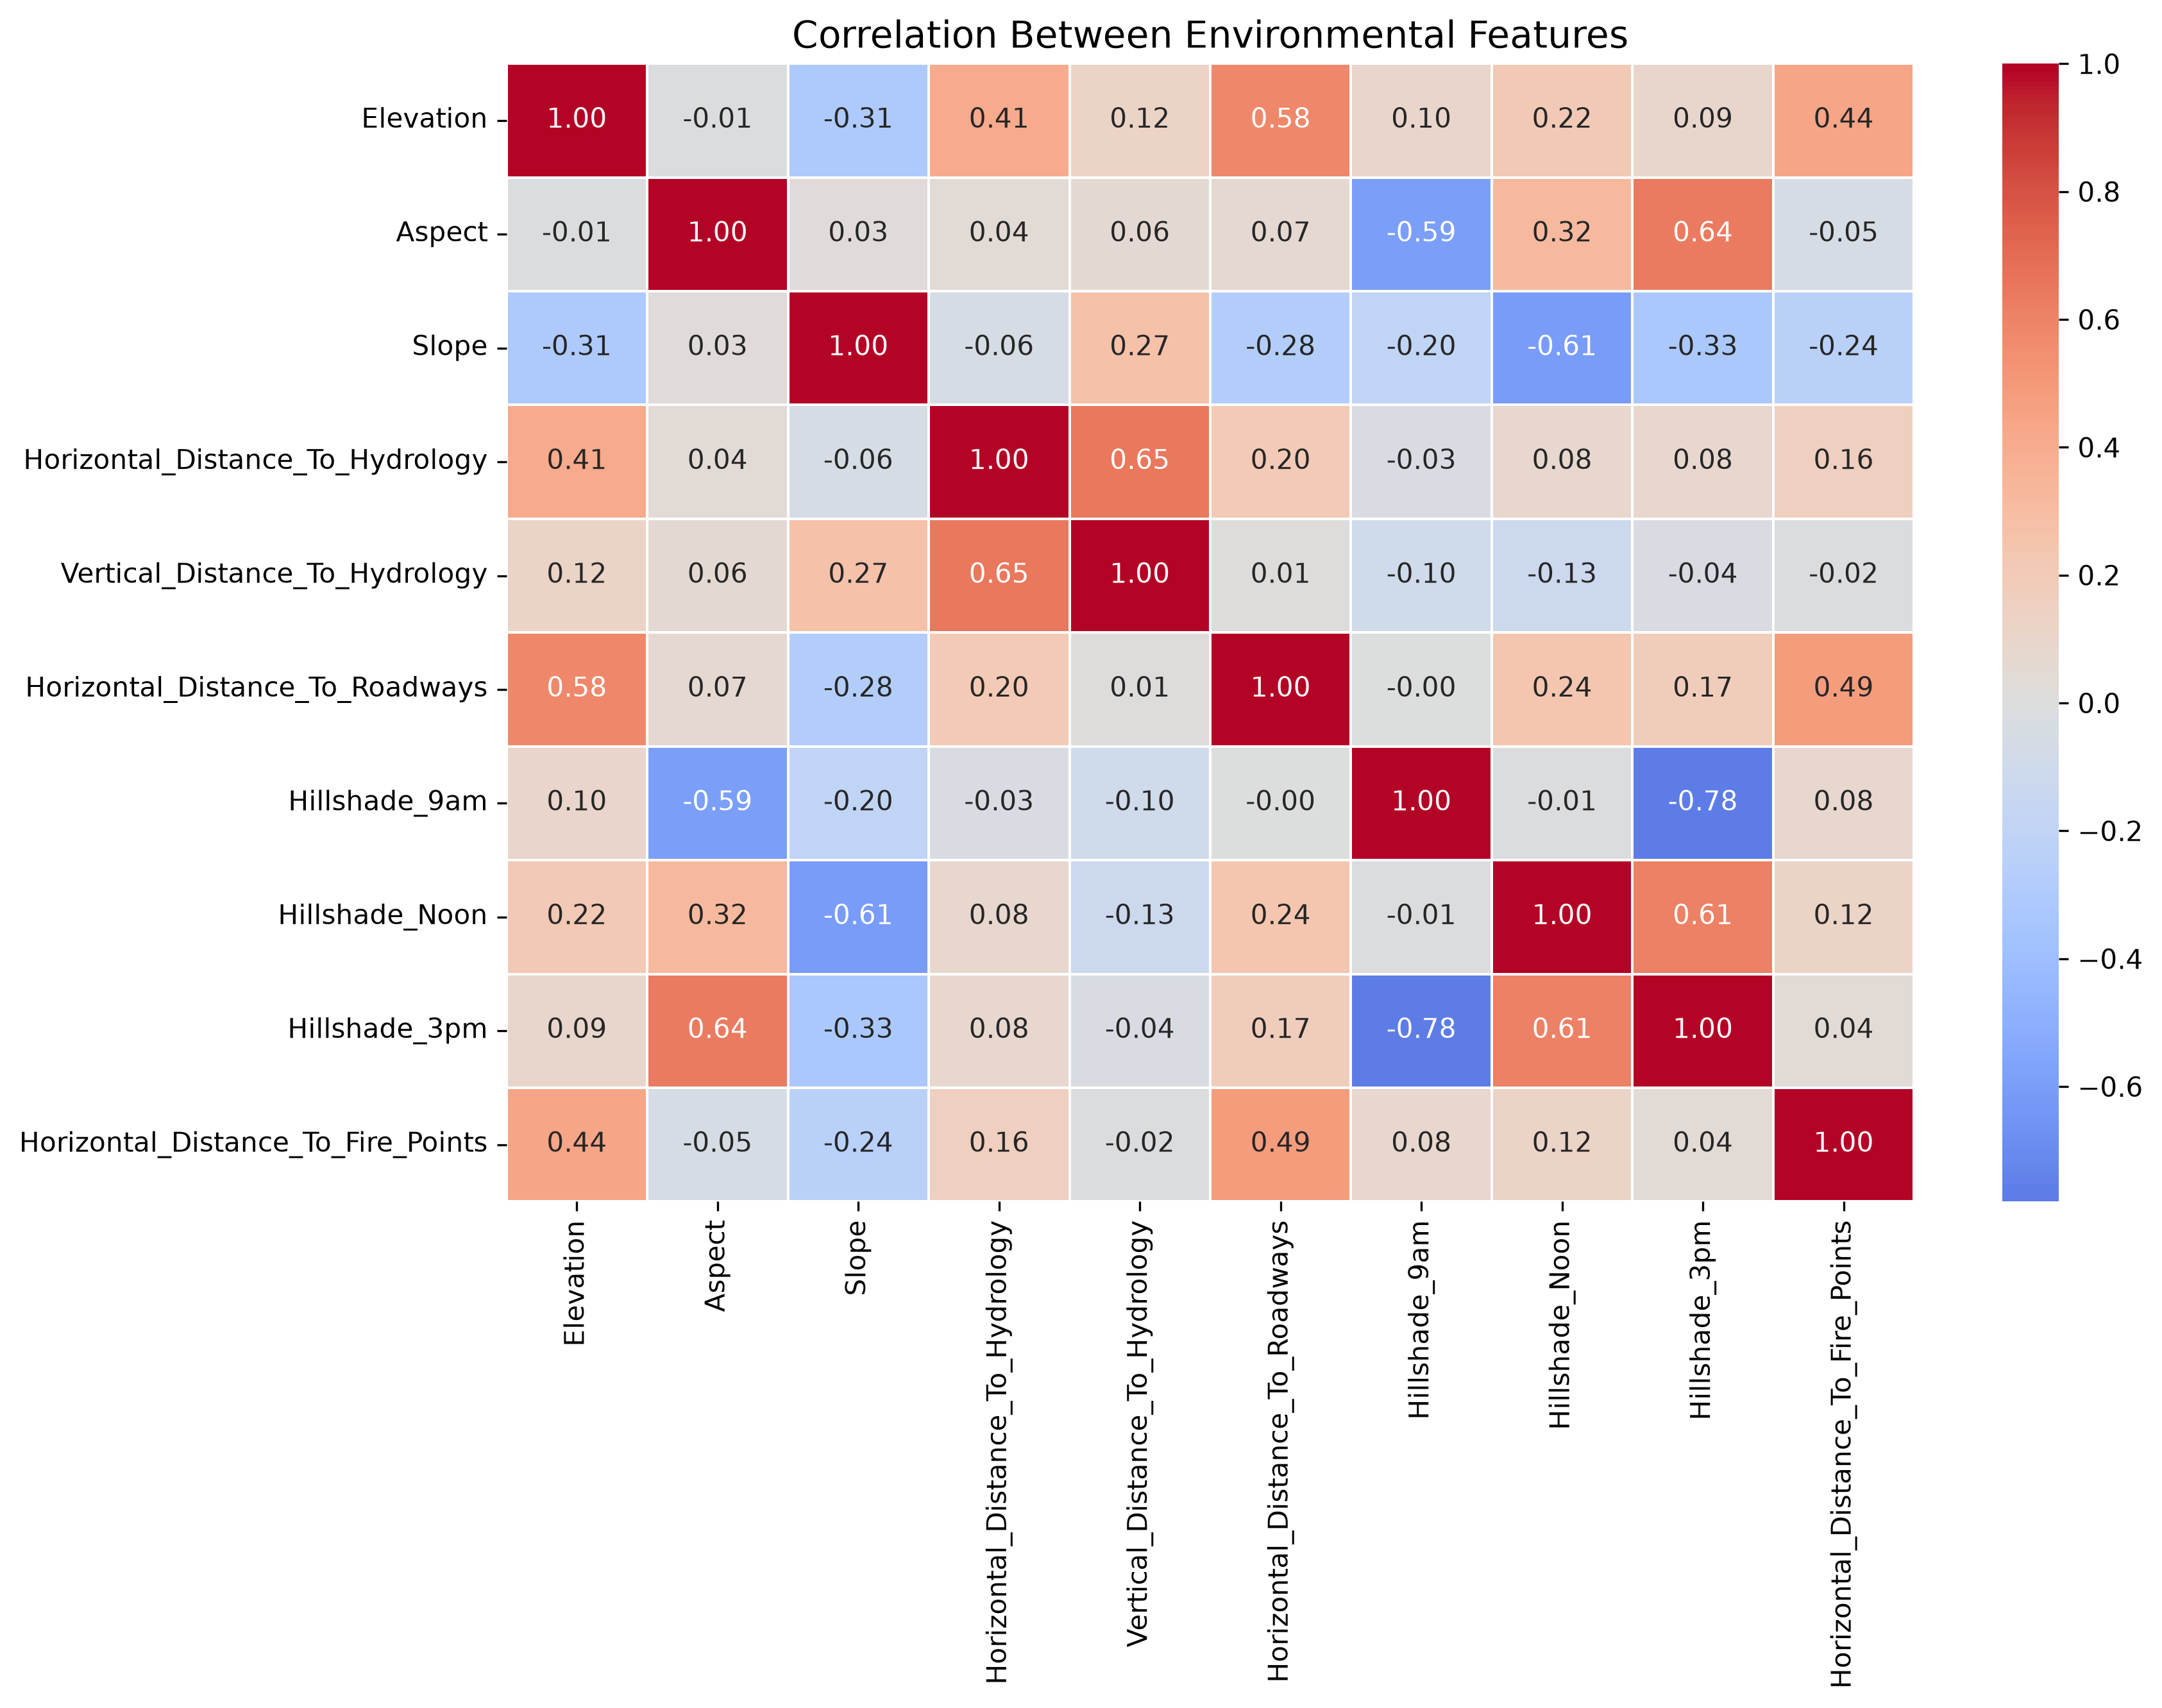 Correlation Between Environmental Features
Elevation 1.00 -0.01 -0.31 0.41 0.12 0.58 0.10 0.22 0.09 0.44
Aspect -0.01 1.00 0.03 0.04 0.06 0.07 -0.59 0.32 0.64 -0.05
Slope -0.31 0.03 1.00 -0.06 0.27 -0.28 -0.20 -0.61 -0.33 -0.24
Horizontal_Distance_To_Hydrology 0.41 0.04 -0.06 1.00 0.65 0.20 -0.03 0.08 0.08 0.16
Vertical_Distance_To_Hydrology 0.12 0.06 0.27 0.65 1.00 0.01 -0.10 -0.13 -0.04 -0.02
Horizontal_Distance_To_Roadways 0.58 0.07 -0.28 0.20 0.01 1.00 -0.00 0.24 0.17 0.49
Hillshade_9am 0.10 -0.59 -0.20 -0.03 -0.10 -0.00 1.00 -0.01 -0.78 0.08
Hillshade_Noon 0.22 0.32 -0.61 0.08 -0.13 0.24 -0.01 1.00 0.61 0.12
Hillshade_3pm 0.09 0.64 -0.33 0.08 -0.04 0.17 -0.78 0.61 1.00 0.04
Horizontal_Distance_To_Fire_Points 0.44 -0.05 -0.24 0.16 -0.02 0.49 0.08 0.12 0.04 1.00
Elevation
Aspect
Slope
Horizontal_Distance_To_Hydrology
Vertical_Distance_To_Hydrology
Horizontal_Distance_To_Roadways
Hillshade_9am
Hillshade_Noon
Hillshade_3pm
Horizontal_Distance_To_Fire_Points
1.0
0.8
0.6
0.4
0.2
0.0
−0.2
−0.4
−0.6